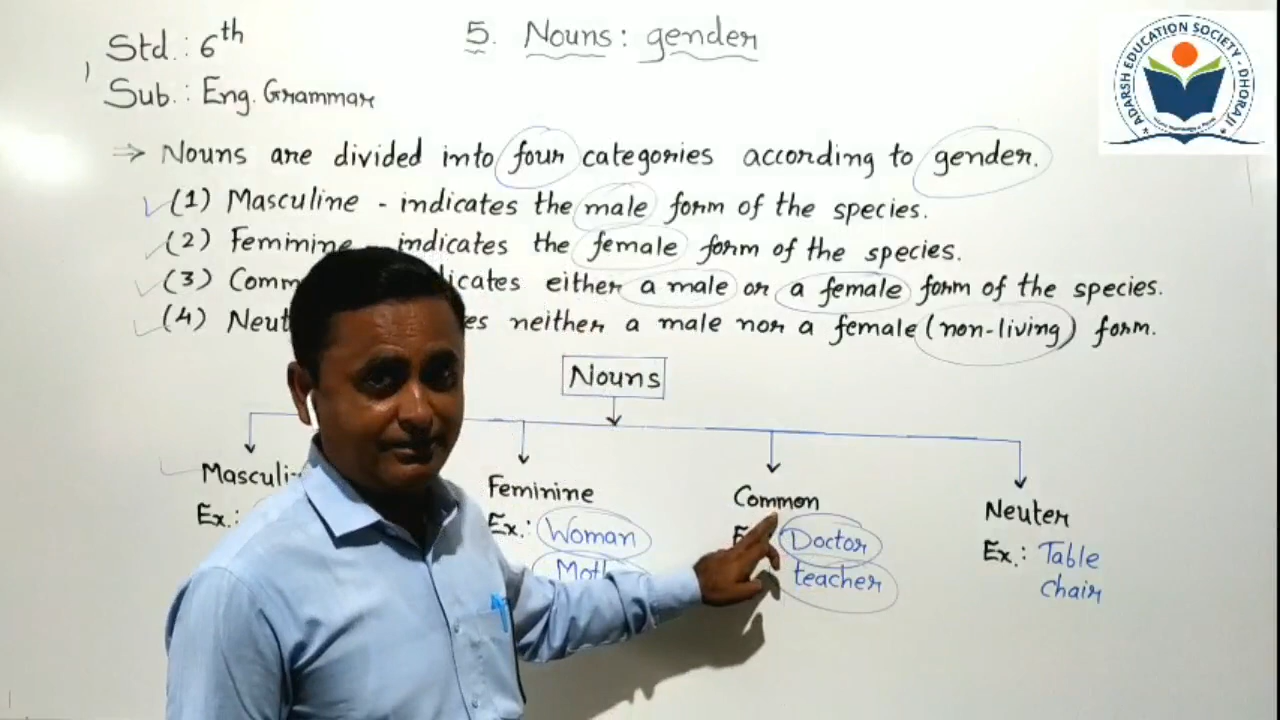 Std. : 6th
5. Nouns : gender
Sub. : Eng. Grammar
ADARSH EDUCATION SOCIETY - DHORAJI
⇒ Nouns are divided into four categories according to gender.
(1) Masculine - indicates the male form of the species.
(2) Feminine - indicates the female form of the species.
(3) Comm dicates either a male or a female form of the species.
(4) Neut es neither a male nor a female (non-living) form.
Nouns
Masculi Feminine Common Neuter
Ex. : Ex. : Woman Doctor Ex. : Table
Moth teacher chair